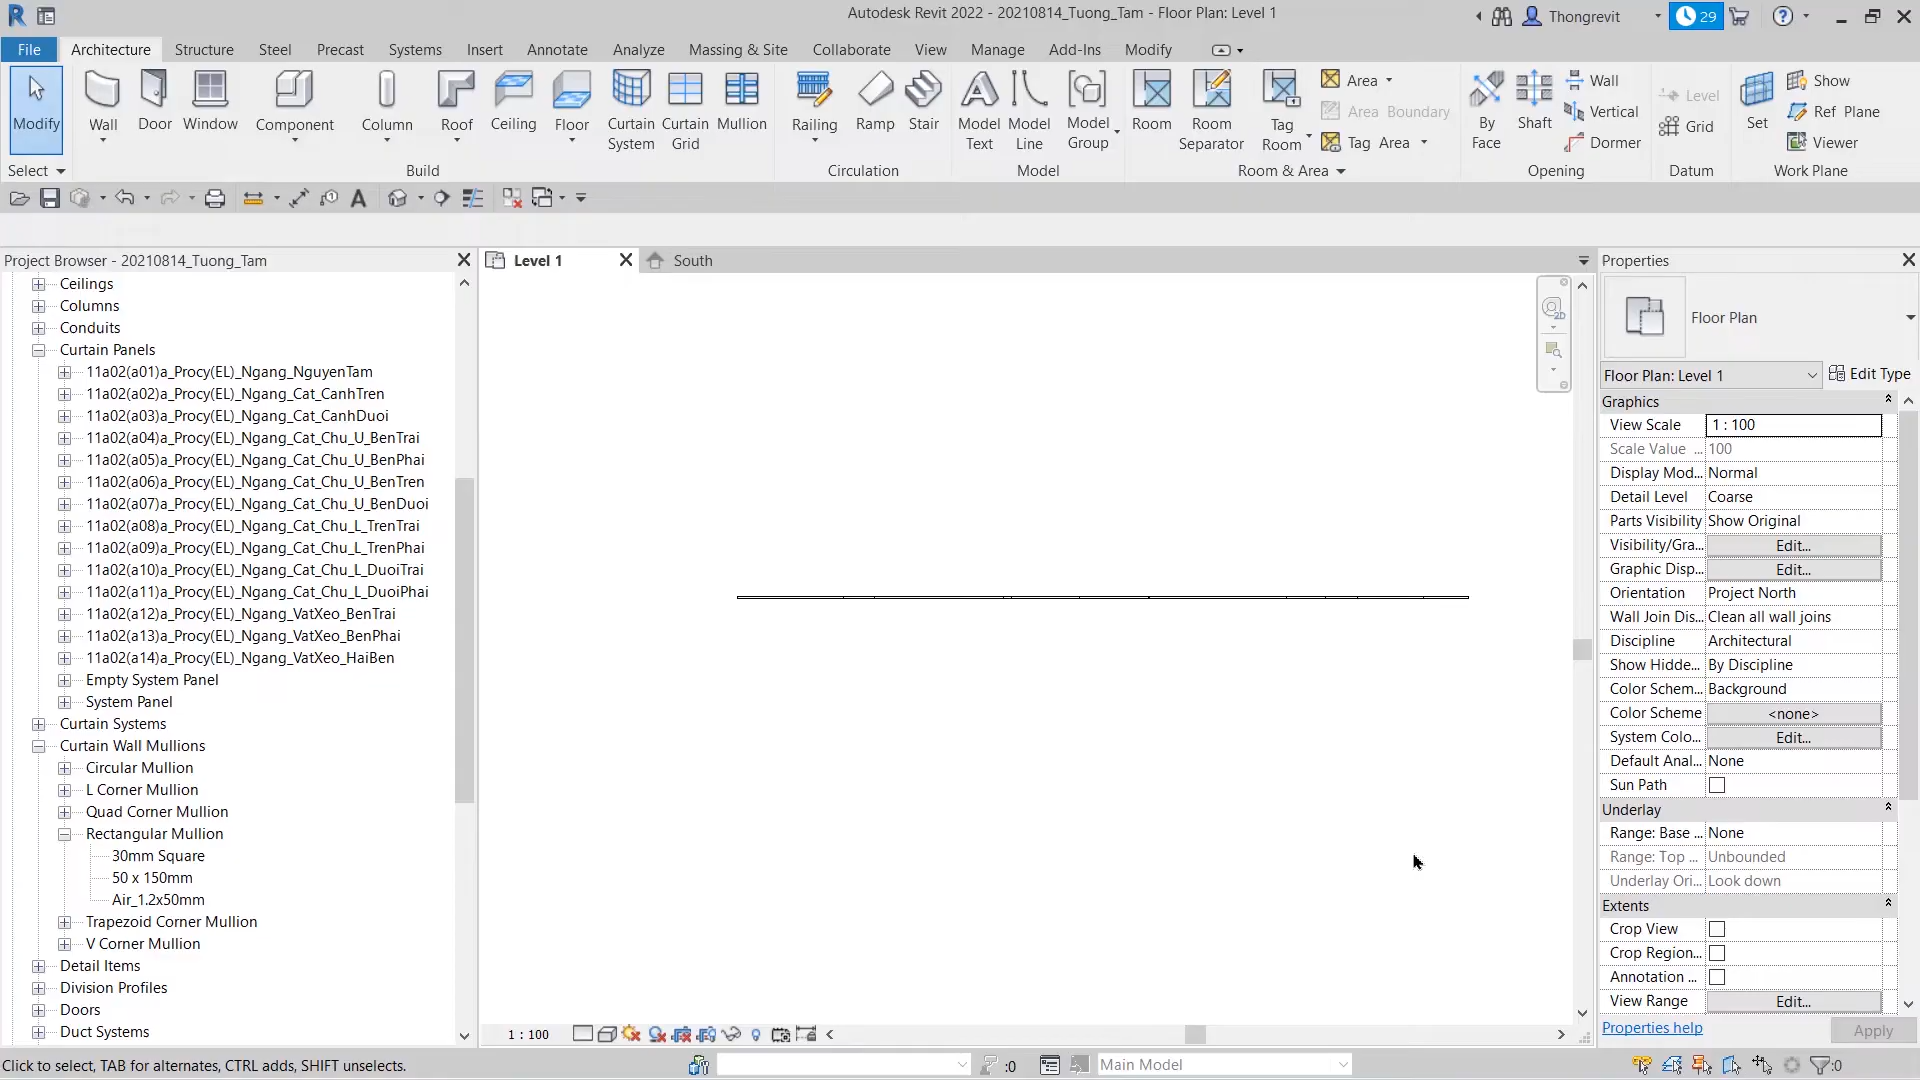 Autodesk Revit 2022 - 20210814_Tuong_Tam - Floor Plan: Level 1
Thongrevit
29
File Architecture Structure Steel Precast Systems Insert Annotate Analyze Massing & Site Collaborate View Manage Add-Ins Modify
Modify
Wall
Door
Window
Component
Column
Roof
Ceiling
Floor
Curtain System
Curtain Grid
Mullion
Railing
Ramp
Stair
Model Text
Model Line
Model Group
Room
Room Separator
Tag Room
Area
Area Boundary
Tag Area
By Face
Shaft
Wall
Vertical
Dormer
Level
Grid
Set
Show
Ref Plane
Viewer
Select Build Circulation Model Room & Area Opening Datum Work Plane
Project Browser - 20210814_Tuong_Tam
Ceilings
Columns
Conduits
Curtain Panels
11a02(a01)a_Procy(EL)_Ngang_NguyenTam
11a02(a02)a_Procy(EL)_Ngang_Cat_CanhTren
11a02(a03)a_Procy(EL)_Ngang_Cat_CanhDuoi
11a02(a04)a_Procy(EL)_Ngang_Cat_Chu_U_BenTrai
11a02(a05)a_Procy(EL)_Ngang_Cat_Chu_U_BenPhai
11a02(a06)a_Procy(EL)_Ngang_Cat_Chu_U_BenTren
11a02(a07)a_Procy(EL)_Ngang_Cat_Chu_U_BenDuoi
11a02(a08)a_Procy(EL)_Ngang_Cat_Chu_L_TrenTrai
11a02(a09)a_Procy(EL)_Ngang_Cat_Chu_L_TrenPhai
11a02(a10)a_Procy(EL)_Ngang_Cat_Chu_L_DuoiTrai
11a02(a11)a_Procy(EL)_Ngang_Cat_Chu_L_DuoiPhai
11a02(a12)a_Procy(EL)_Ngang_VatXeo_BenTrai
11a02(a13)a_Procy(EL)_Ngang_VatXeo_BenPhai
11a02(a14)a_Procy(EL)_Ngang_VatXeo_HaiBen
Empty System Panel
System Panel
Curtain Systems
Curtain Wall Mullions
Circular Mullion
L Corner Mullion
Quad Corner Mullion
Rectangular Mullion
30mm Square
50 x 150mm
Air_1.2x50mm
Trapezoid Corner Mullion
V Corner Mullion
Detail Items
Division Profiles
Doors
Duct Systems
Level 1
South
2D
1 : 100
Properties
Floor Plan
Floor Plan: Level 1 Edit Type
Graphics
View Scale 1 : 100
Scale Value ... 100
Display Mod... Normal
Detail Level Coarse
Parts Visibility Show Original
Visibility/Gra... Edit...
Graphic Disp... Edit...
Orientation Project North
Wall Join Dis... Clean all wall joins
Discipline Architectural
Show Hidde... By Discipline
Color Schem... Background
Color Scheme <none>
System Colo... Edit...
Default Anal... None
Sun Path
Underlay
Range: Base ... None
Range: Top ... Unbounded
Underlay Ori... Look down
Extents
Crop View
Crop Region...
Annotation ...
View Range Edit...
Properties help Apply
Click to select, TAB for alternates, CTRL adds, SHIFT unselects.
:0
Main Model
:0